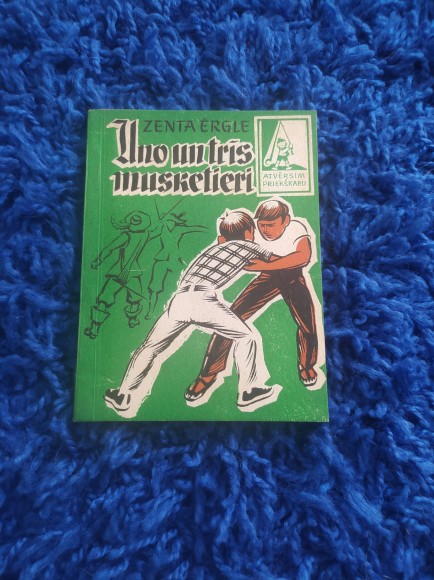 ZENTA ĒRGLE
Uno un trīs
musketieri
ATVĒRSIM
PRIEKŠKARU